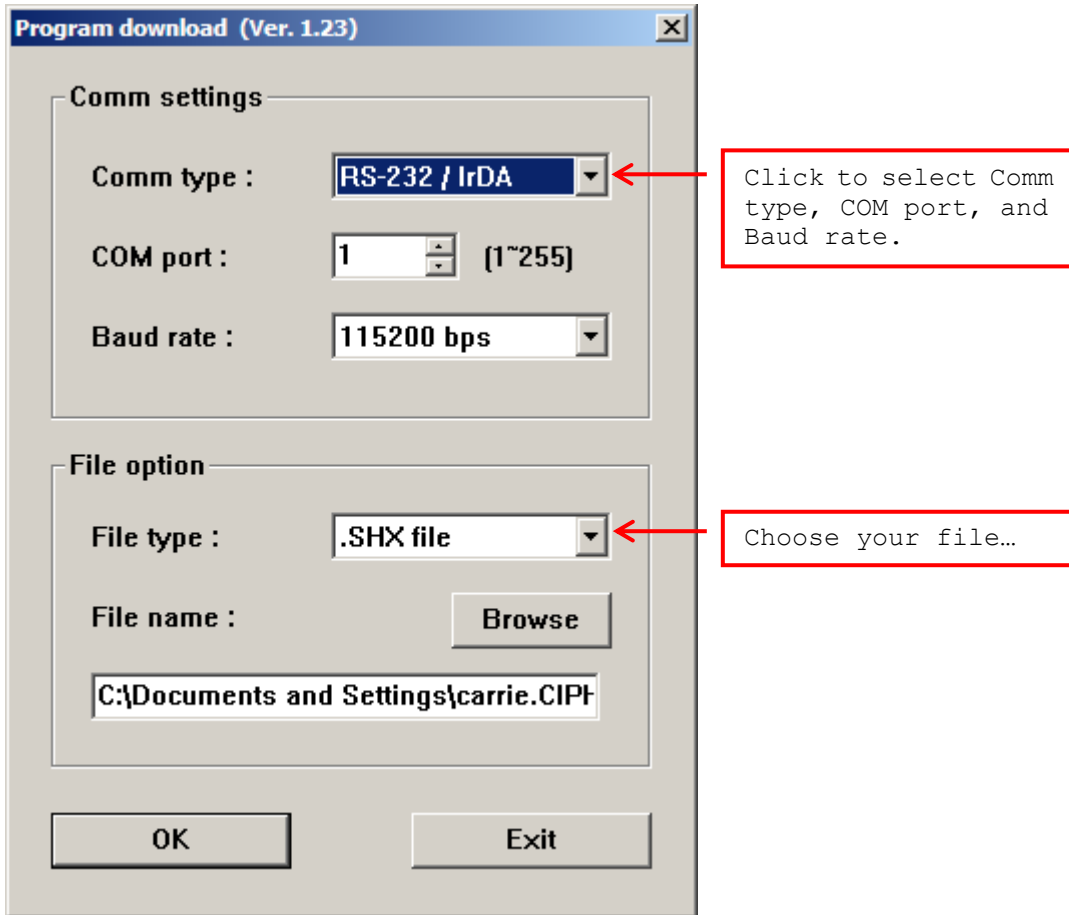 Program download (Ver. 1.23)
Comm settings
Comm type :
RS-232 / IrDA
Click to select Comm
type, COM port, and
Baud rate.
COM port :
1
(1~255)
Baud rate :
115200 bps
File option
File type :
.SHX file
Choose your file…
File name :
Browse
C:\Documents and Settings\carrie.CIPH
OK
Exit